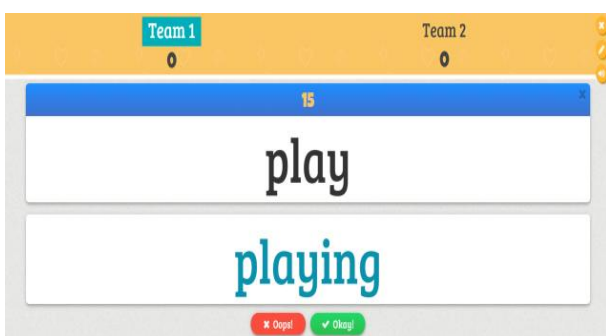 Team 1 Team 2
0 0
15 x
play
playing
✖ Oops! ✔ Okay!